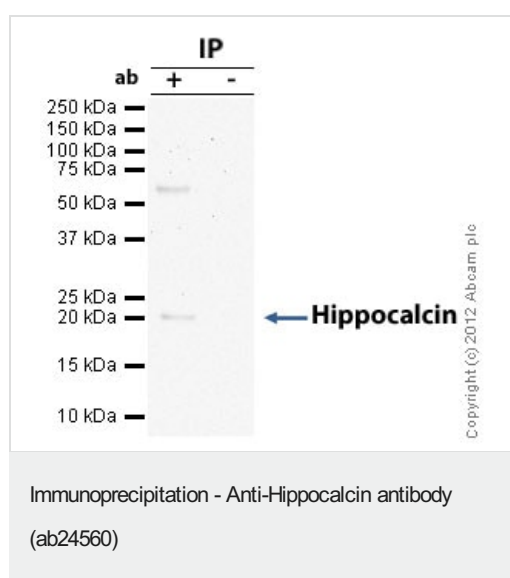 IP
ab + -
250 kDa
150 kDa
100 kDa
75 kDa
50 kDa
37 kDa
25 kDa
20 kDa
Hippocalcin
15 kDa
10 kDa
Copyright (c) 2012 Abcam plc
Immunoprecipitation - Anti-Hippocalcin antibody
(ab24560)